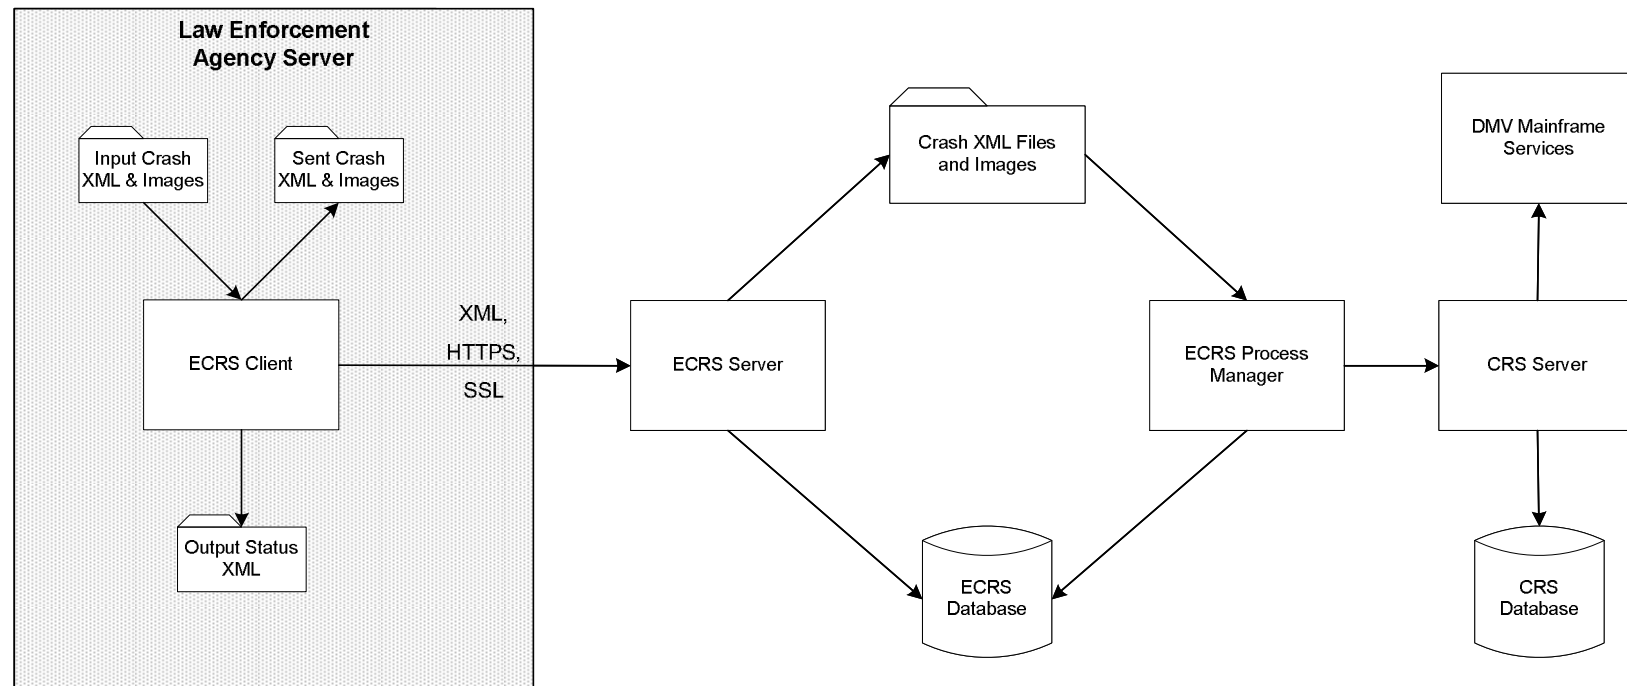 Law Enforcement
Agency Server
Input Crash
XML & Images
Sent Crash
XML & Images
ECRS Client
Output Status
XML
XML,
HTTPS,
SSL
ECRS Server
Crash XML Files
and Images
ECRS Process
Manager
ECRS
Database
DMV Mainframe
Services
CRS Server
CRS
Database